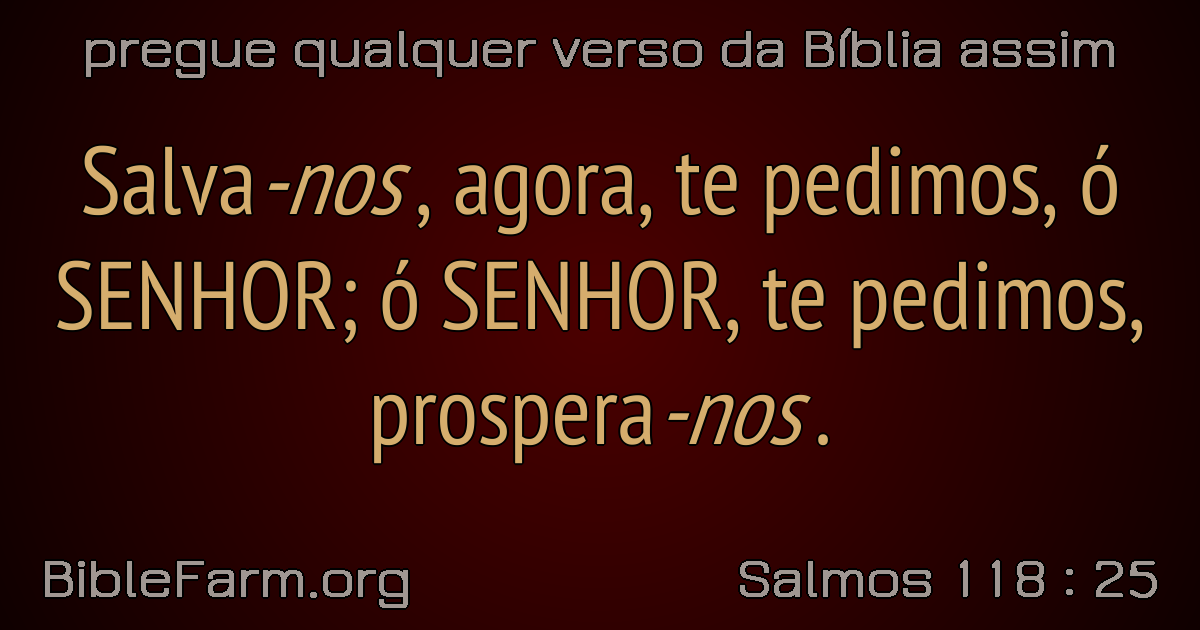 pregue qualquer verso da Bíblia assim
Salva-nos, agora, te pedimos, ó
SENHOR; ó SENHOR, te pedimos,
prospera-nos.
BibleFarm.org
Salmos 118 : 25